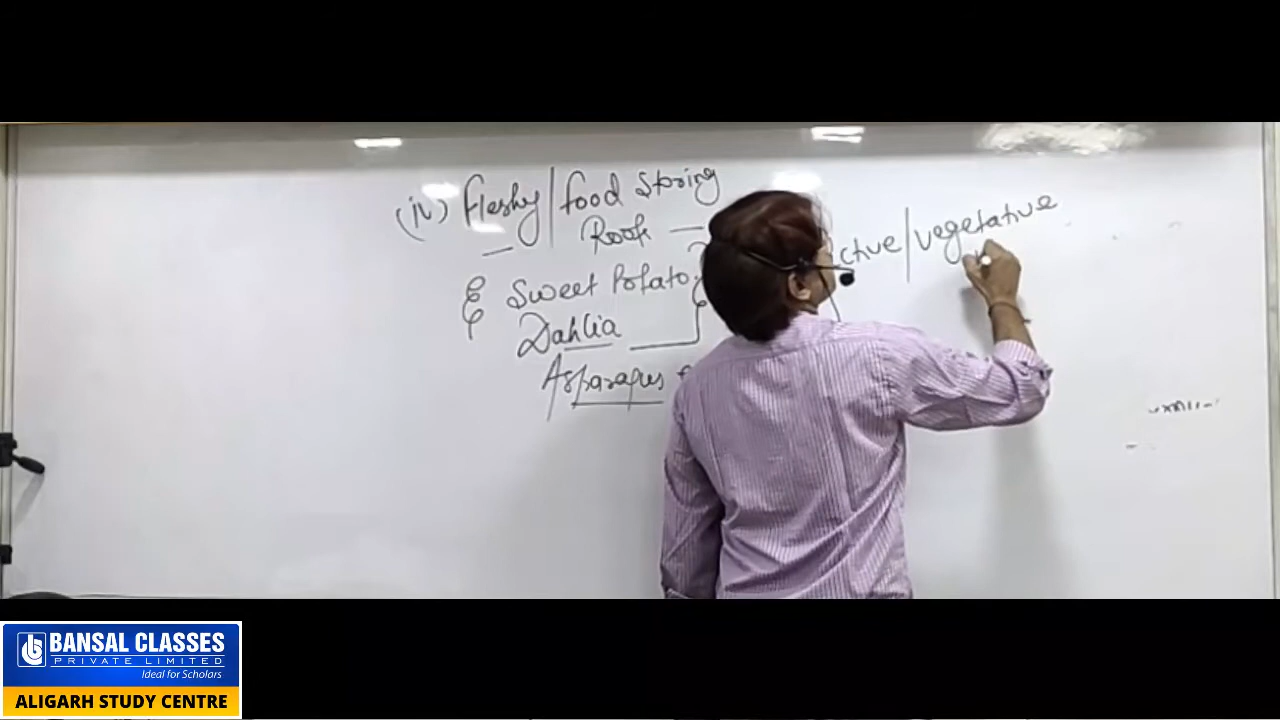 (iv) Fleshy/food Storing
Root —
Eg Sweet Potato
Dahlia
Asparagus
ctive/vegetative
BANSAL CLASSES
PRIVATE LIMITED
Ideal for Scholars
ALIGARH STUDY CENTRE